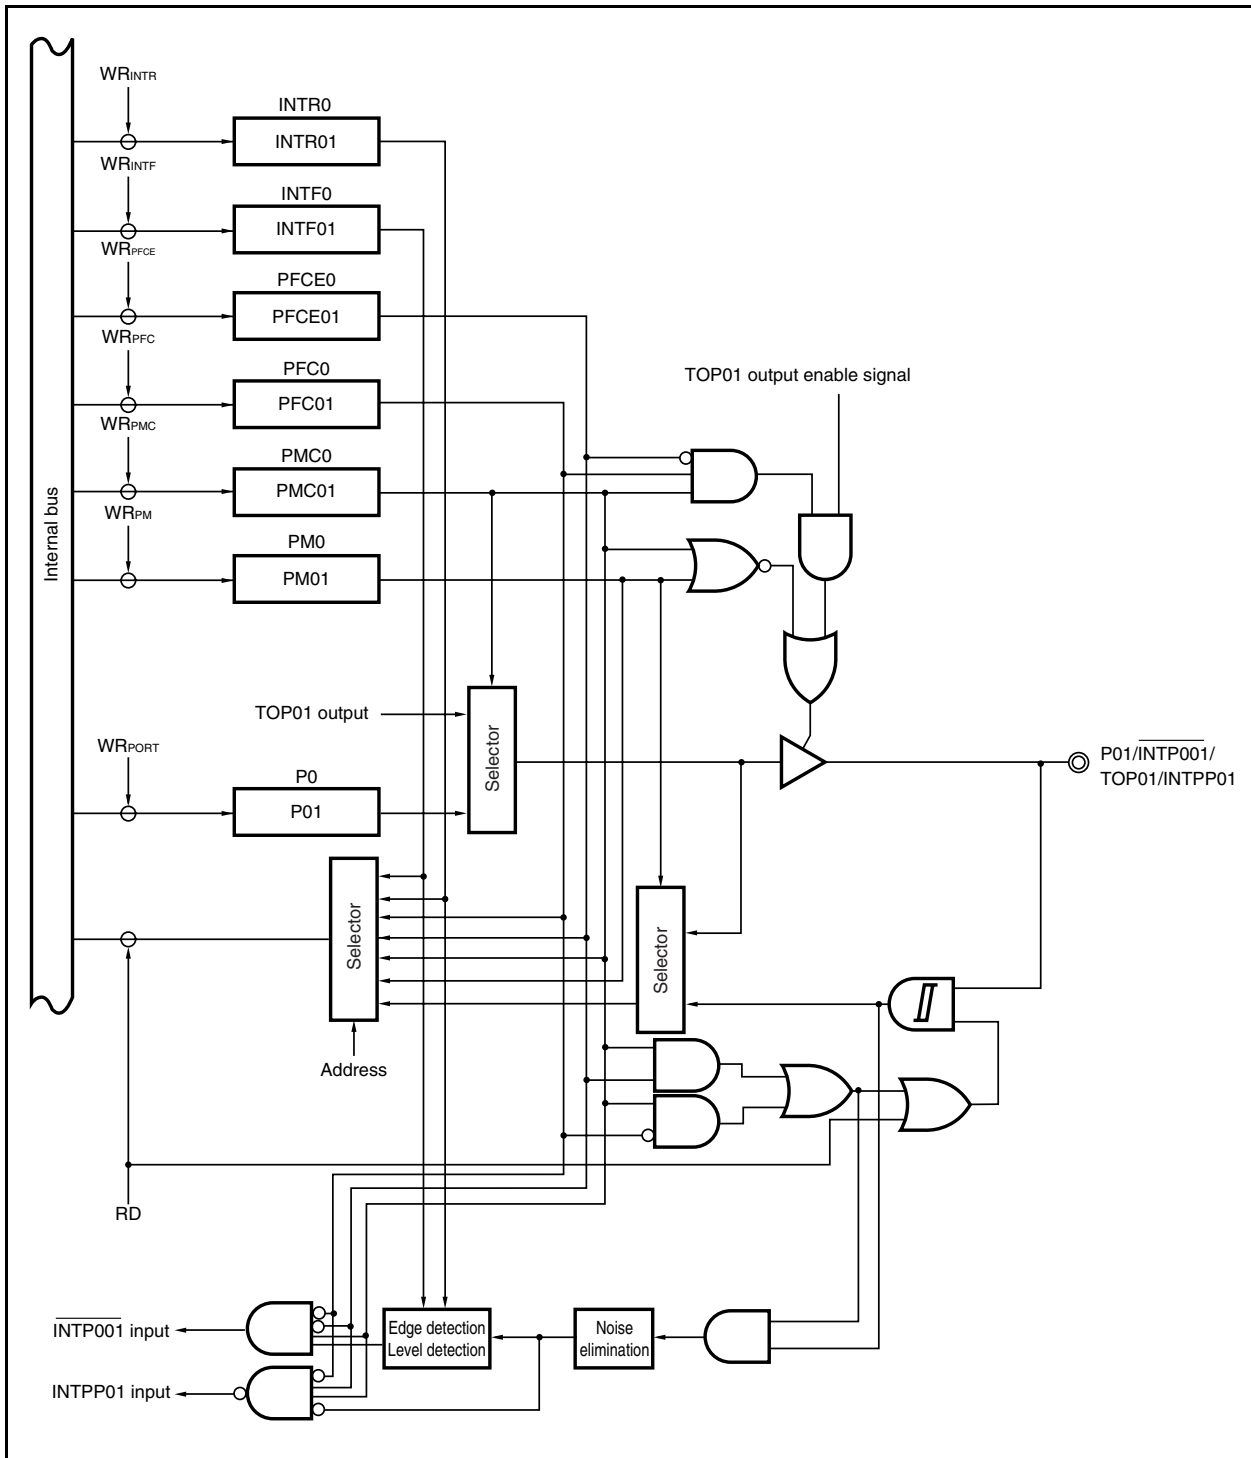 WRINTR
INTR0
INTR01
WRINTF
INTF0
INTF01
WRPFCE
PFCE0
PFCE01
WRPFC
PFC0
PFC01
TOP01 output enable signal
WRPMC
PMC0
PMC01
WRPM
PM0
PM01
Internal bus
TOP01 output
Selector
WRPORT
P0
P01
P01/INTP001/
TOP01/INTPP01
Selector
Selector
Address
RD
INTP001 input
Edge detection
Level detection
Noise
elimination
INTPP01 input